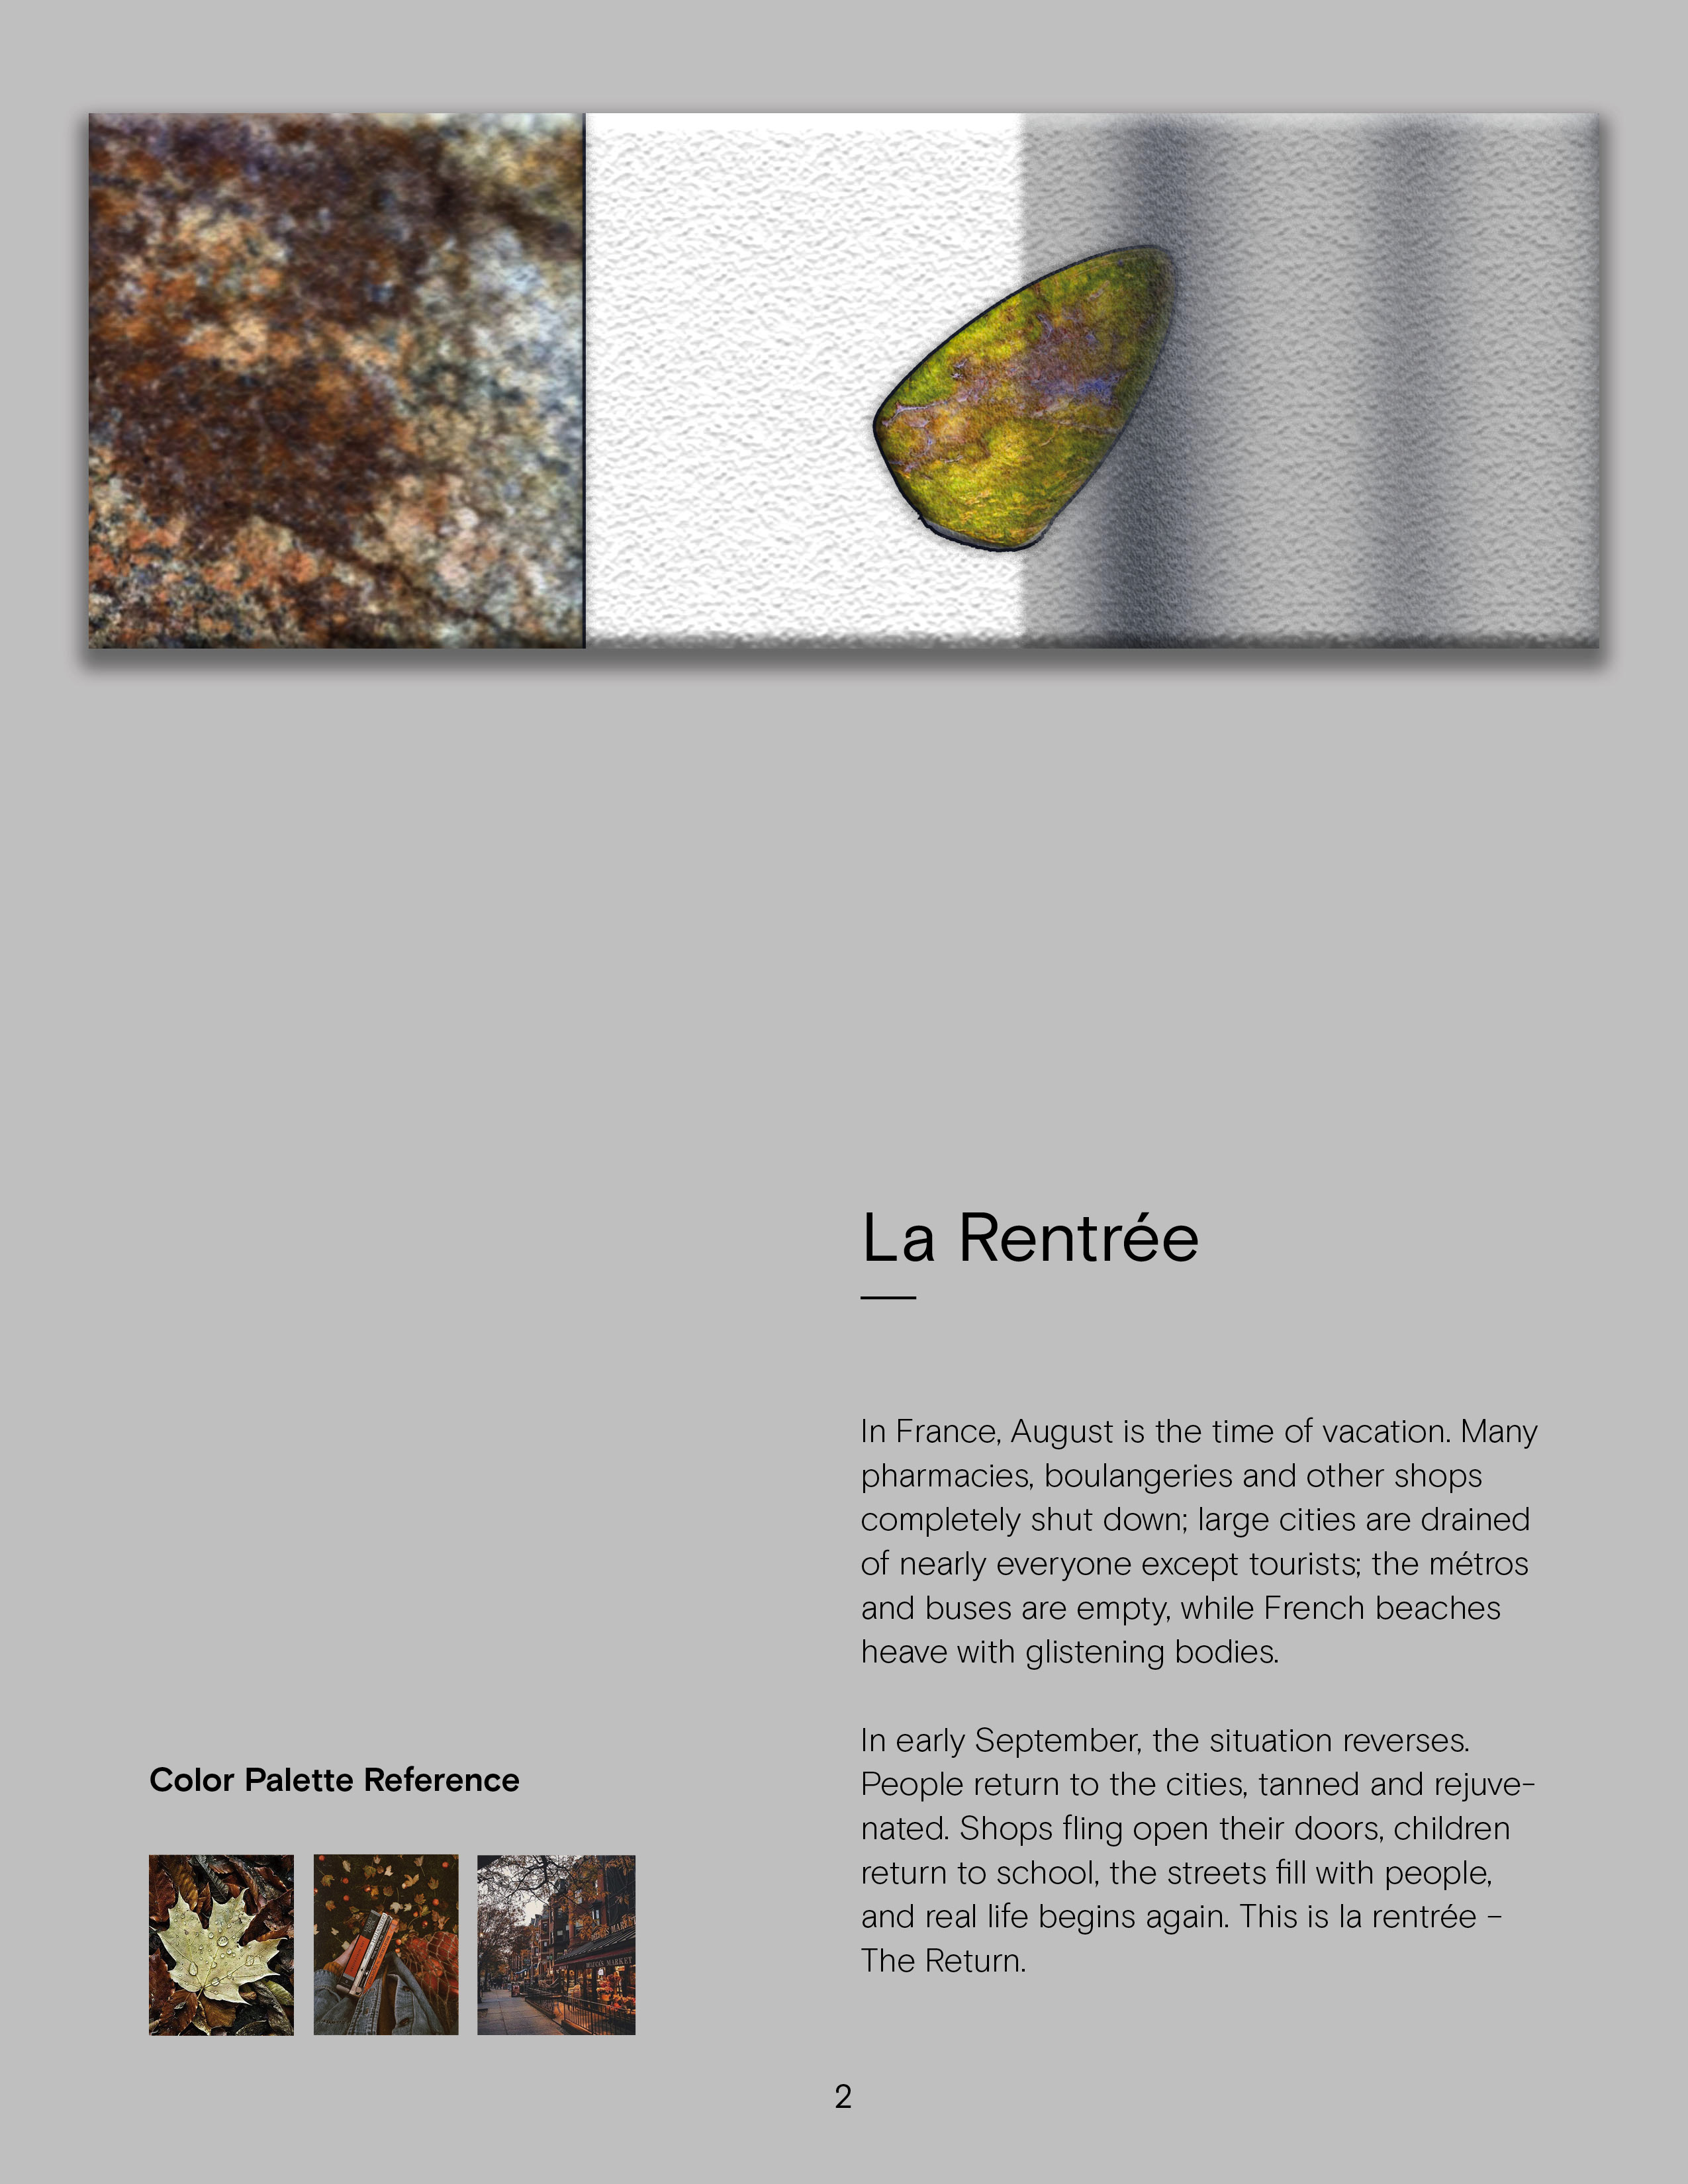 La Rentrée
In France, August is the time of vacation. Many
pharmacies, boulangeries and other shops
completely shut down; large cities are drained
of nearly everyone except tourists; the métros
and buses are empty, while French beaches
heave with glistening bodies.
In early September, the situation reverses.
People return to the cities, tanned and rejuve-
nated. Shops fling open their doors, children
return to school, the streets fill with people,
and real life begins again. This is la rentrée –
The Return.
Color Palette Reference
MARKET
2